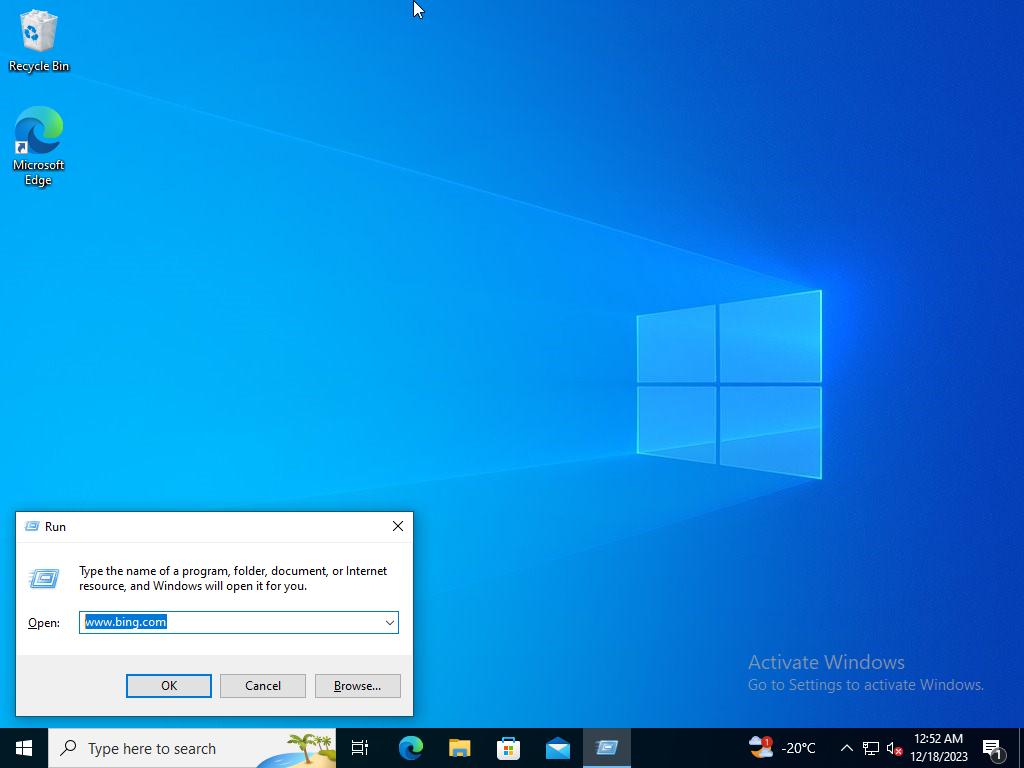 Recycle Bin
Microsoft
Edge
Run
Type the name of a program, folder, document, or Internet
resource, and Windows will open it for you.
Open:
www.bing.com
OK
Cancel
Browse...
Activate Windows
Go to Settings to activate Windows.
Type here to search
1
-20°C
12:52 AM
12/18/2023
1